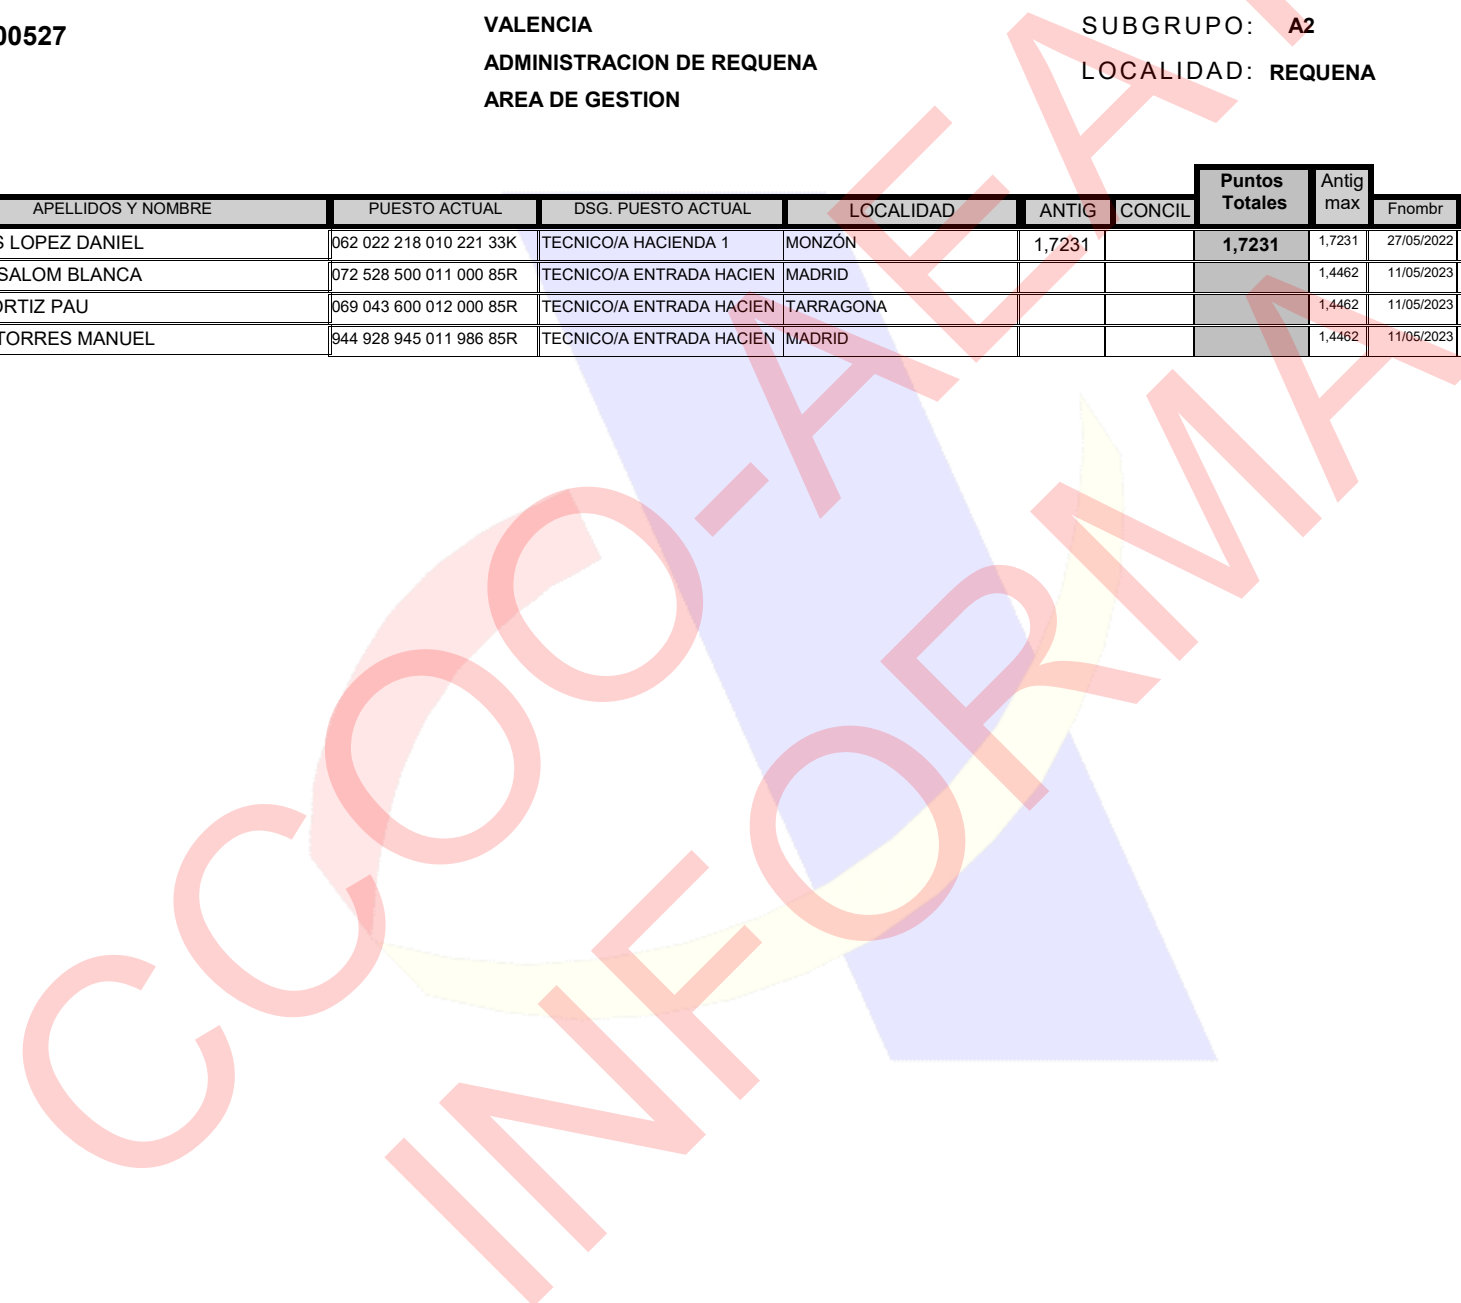 00527
VALENCIA
ADMINISTRACION DE REQUENA
AREA DE GESTION
SUBGRUPO: A2
LOCALIDAD: REQUENA
APELLIDOS Y NOMBRE PUESTO ACTUAL DSG. PUESTO ACTUAL LOCALIDAD ANTIG CONCIL Puntos Totales Antig max Fnombr
LOPEZ DANIEL 062 022 218 010 221 33K TECNICO/A HACIENDA 1 MONZÓN 1,7231 1,7231 1,7231 27/05/2022
SALOM BLANCA 072 528 500 011 000 85R TECNICO/A ENTRADA HACIEN MADRID 1,4462 11/05/2023
ORTIZ PAU 069 043 600 012 000 85R TECNICO/A ENTRADA HACIEN TARRAGONA 1,4462 11/05/2023
TORRES MANUEL 944 928 945 011 986 85R TECNICO/A ENTRADA HACIEN MADRID 1,4462 11/05/2023
CCOO-AEA
INFORMA